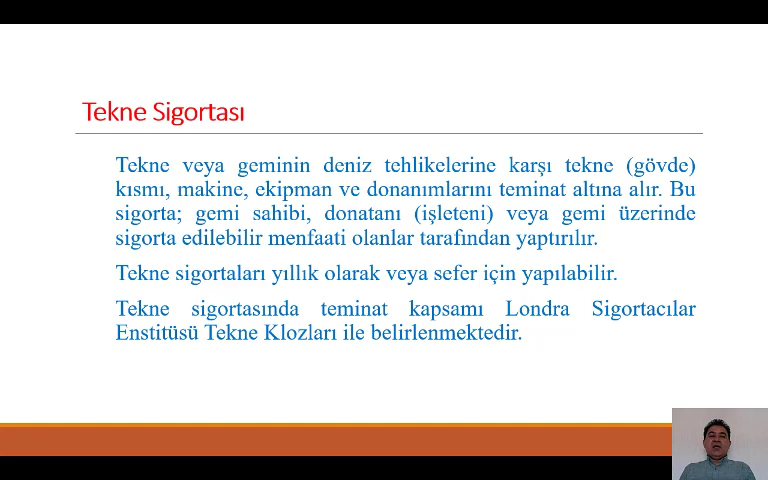 Tekne Sigortası
Tekne veya geminin deniz tehlikelerine karşı tekne (gövde)
kısmı, makine, ekipman ve donanımlarını teminat altına alır. Bu
sigorta; gemi sahibi, donatanı (işleteni) veya gemi üzerinde
sigorta edilebilir menfaati olanlar tarafından yaptırılır.
Tekne sigortaları yıllık olarak veya sefer için yapılabilir.
Tekne sigortasında teminat kapsamı Londra Sigortacılar
Enstitüsü Tekne Klozları ile belirlenmektedir.